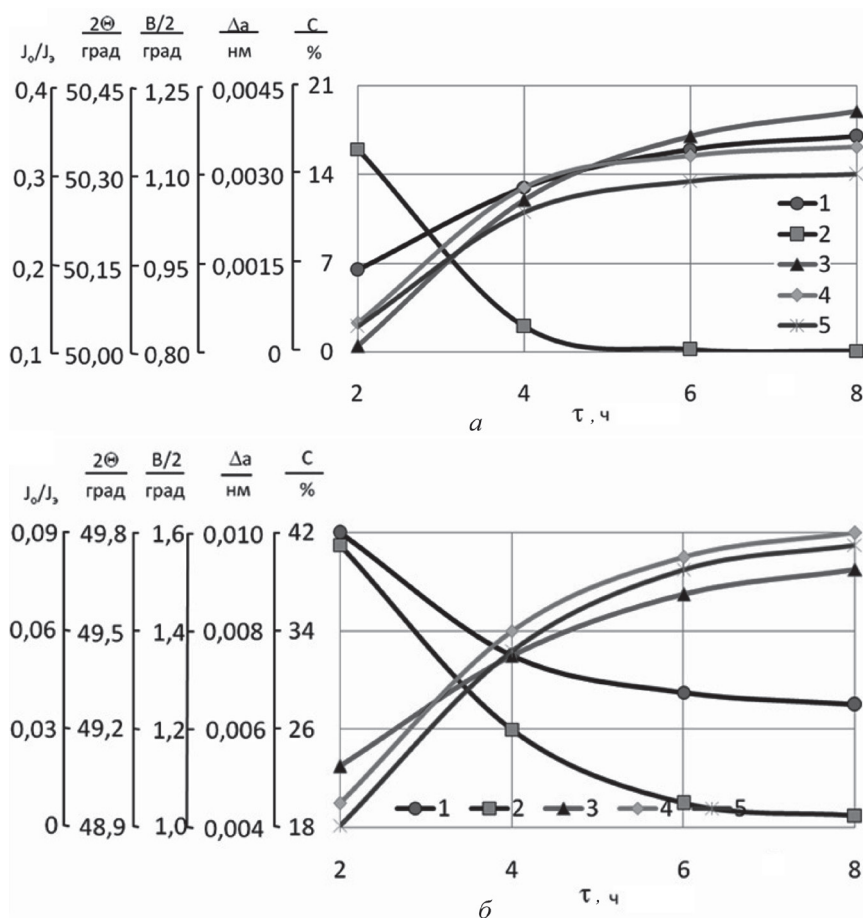 2Θ B/2 Δa C
J₀/Jэ град град нм %
0,4 50,45 1,25 0,0045 21
0,3 50,30 1,10 0,0030 14
0,2 50,15 0,95 0,0015 7
0,1 50,00 0,80 0 0
1
2
3
4
5
2 4 6 8
τ, ч
а
2Θ B/2 Δa C
J₀/Jэ град град нм %
0,09 49,8 1,6 0,010 42
0,06 49,5 1,4 0,008 34
0,03 49,2 1,2 0,006 26
1 2 3 4 5
0 48,9 1,0 0,004 18
2 4 6 8
τ, ч
б